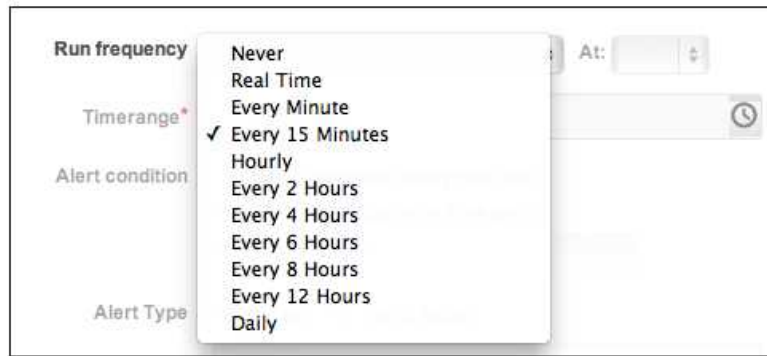 Run frequency
Never
At:
Real Time
Timerange*
Every Minute
✓ Every 15 Minutes
Alert condition
Hourly
Every 2 Hours
Every 4 Hours
Every 6 Hours
Every 8 Hours
Alert Type
Every 12 Hours
Daily